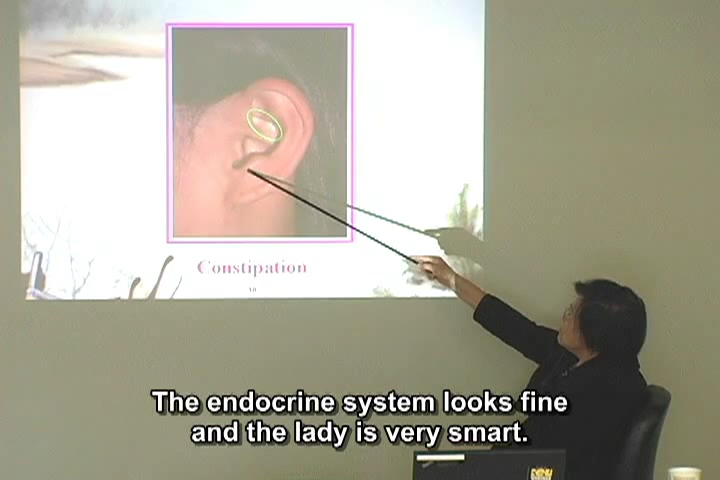 Constipation
The endocrine system looks fine
and the lady is very smart.